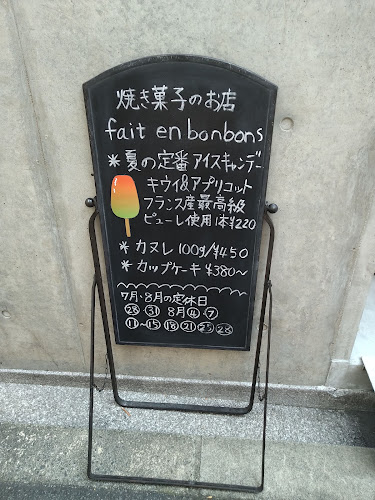 焼き菓子のお店
fait en bonbons
*夏の定番アイスキャンデー
キウイ&アプリコット
フランス産最高級
ピューレ使用1本¥220
*カヌレ 100g/¥450
*カップケーキ ¥380~
7月・8月の定休日
㉘ ㉛ 8月④・⑦
⑪~⑮ ⑱ ㉑ ㉕ ㉘